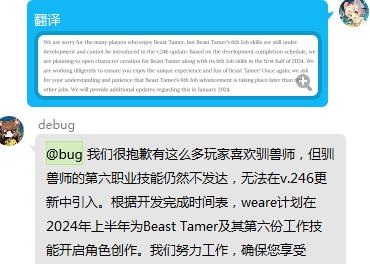 翻译
We are sorry for the many players who enjoy Beast Tamer, but Beast Tamer's 6th Job skills are still under
development and cannot be introduced in the v.246 update. Based on the development completion schedule, we
are planning to open character creation for Beast Tamer along with its 6th Job skills in the first half of 2024. We
are working diligently to ensure you enjoy the unique experience and fun of Beast Tamer! Once again, we ask
for your understanding and patience that Beast Tamer's 6th Job advancement is taking place later than
other jobs. We will provide additional updates regarding this in January 2024
debug
@bug 我们很抱歉有这么多玩家喜欢驯兽师，但驯
兽师的第六职业技能仍然不发达，无法在v.246更
新中引入。根据开发完成时间表，weare计划在
2024年上半年为Beast Tamer及其第六份工作技
能开启角色创作。我们努力工作，确保您享受